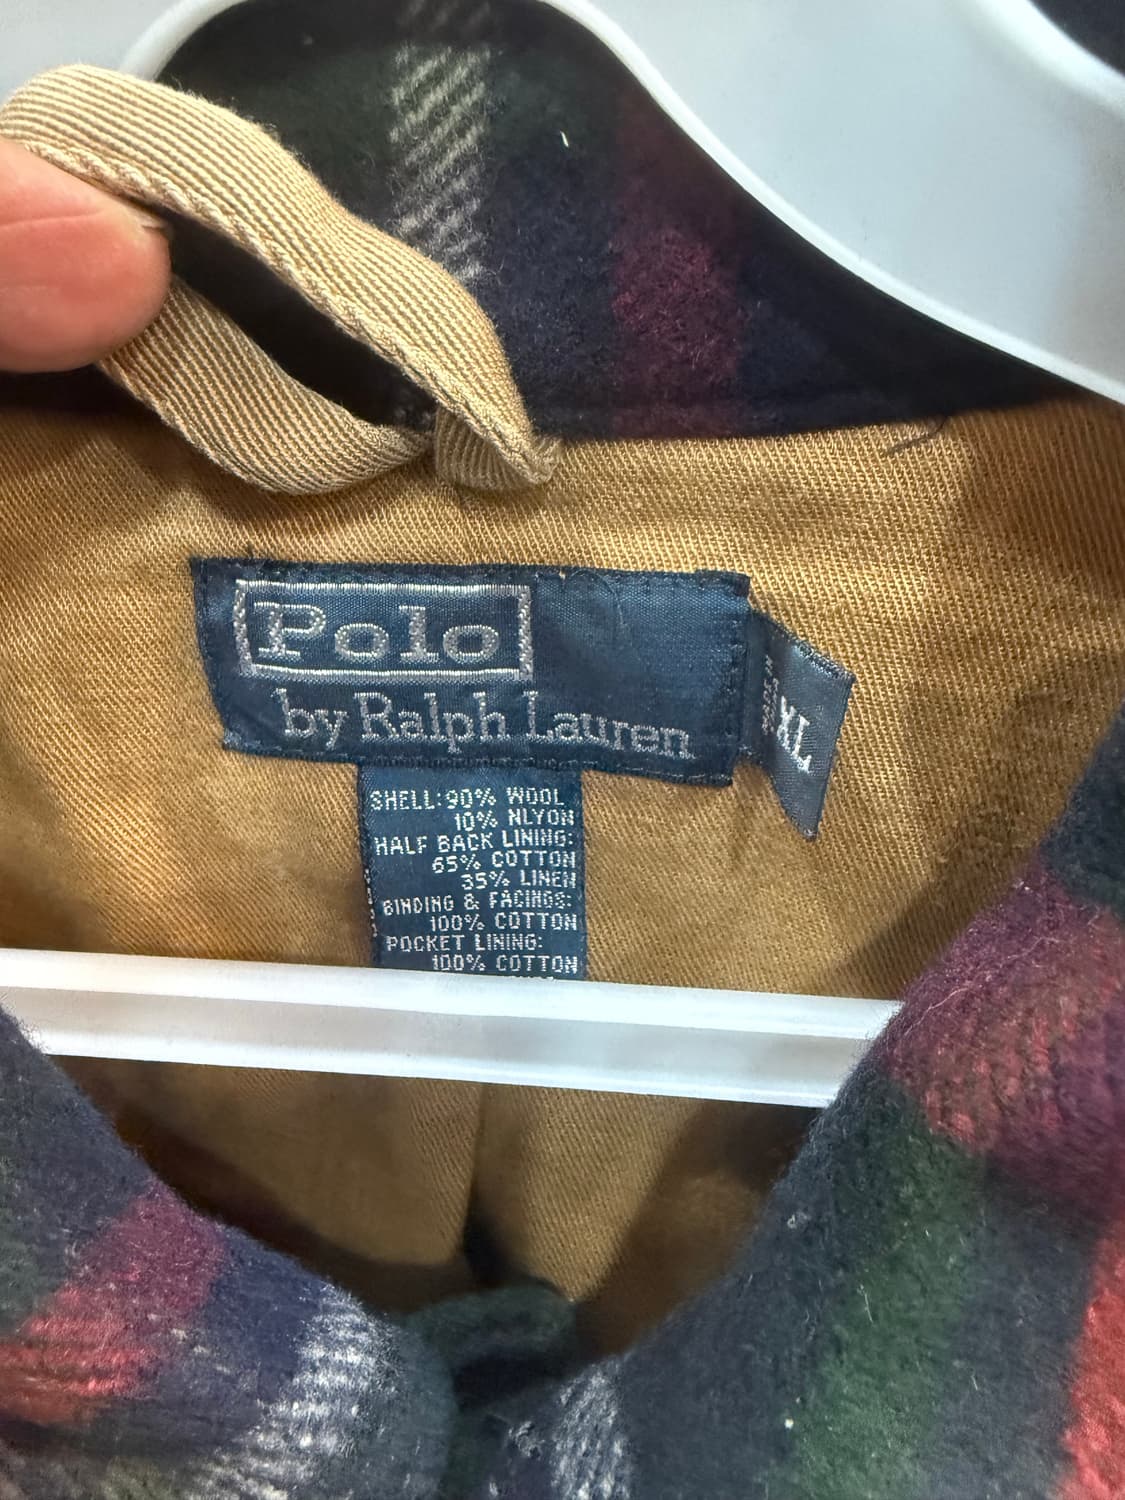 Polo
by Ralph Lauren
XL
SHELL: 90% WOOL
10% NLYON
HALF BACK LINING:
65% COTTON
35% LINEN
BINDING & FACINGS:
100% COTTON
POCKET LINING:
100% COTTON